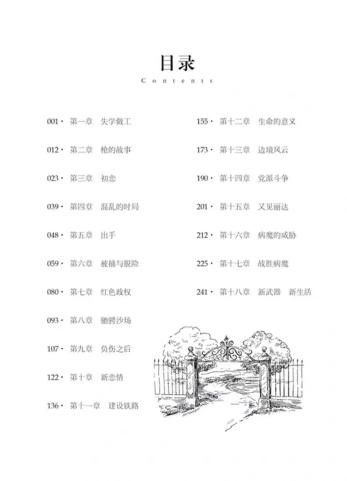 目录
Contents
001· 第一章 失学做工
012· 第二章 枪的故事
023· 第三章 初恋
039· 第四章 混乱的时局
048· 第五章 出手
059· 第六章 被捕与脱险
080· 第七章 红色政权
093· 第八章 驰骋沙场
107· 第九章 负伤之后
122· 第十章 新恋情
136· 第十一章 建设铁路
155· 第十二章 生命的意义
173· 第十三章 边境风云
190· 第十四章 党派斗争
201· 第十五章 又见丽达
212· 第十六章 病魔的威胁
225· 第十七章 战胜病魔
241· 第十八章 新武器 新生活